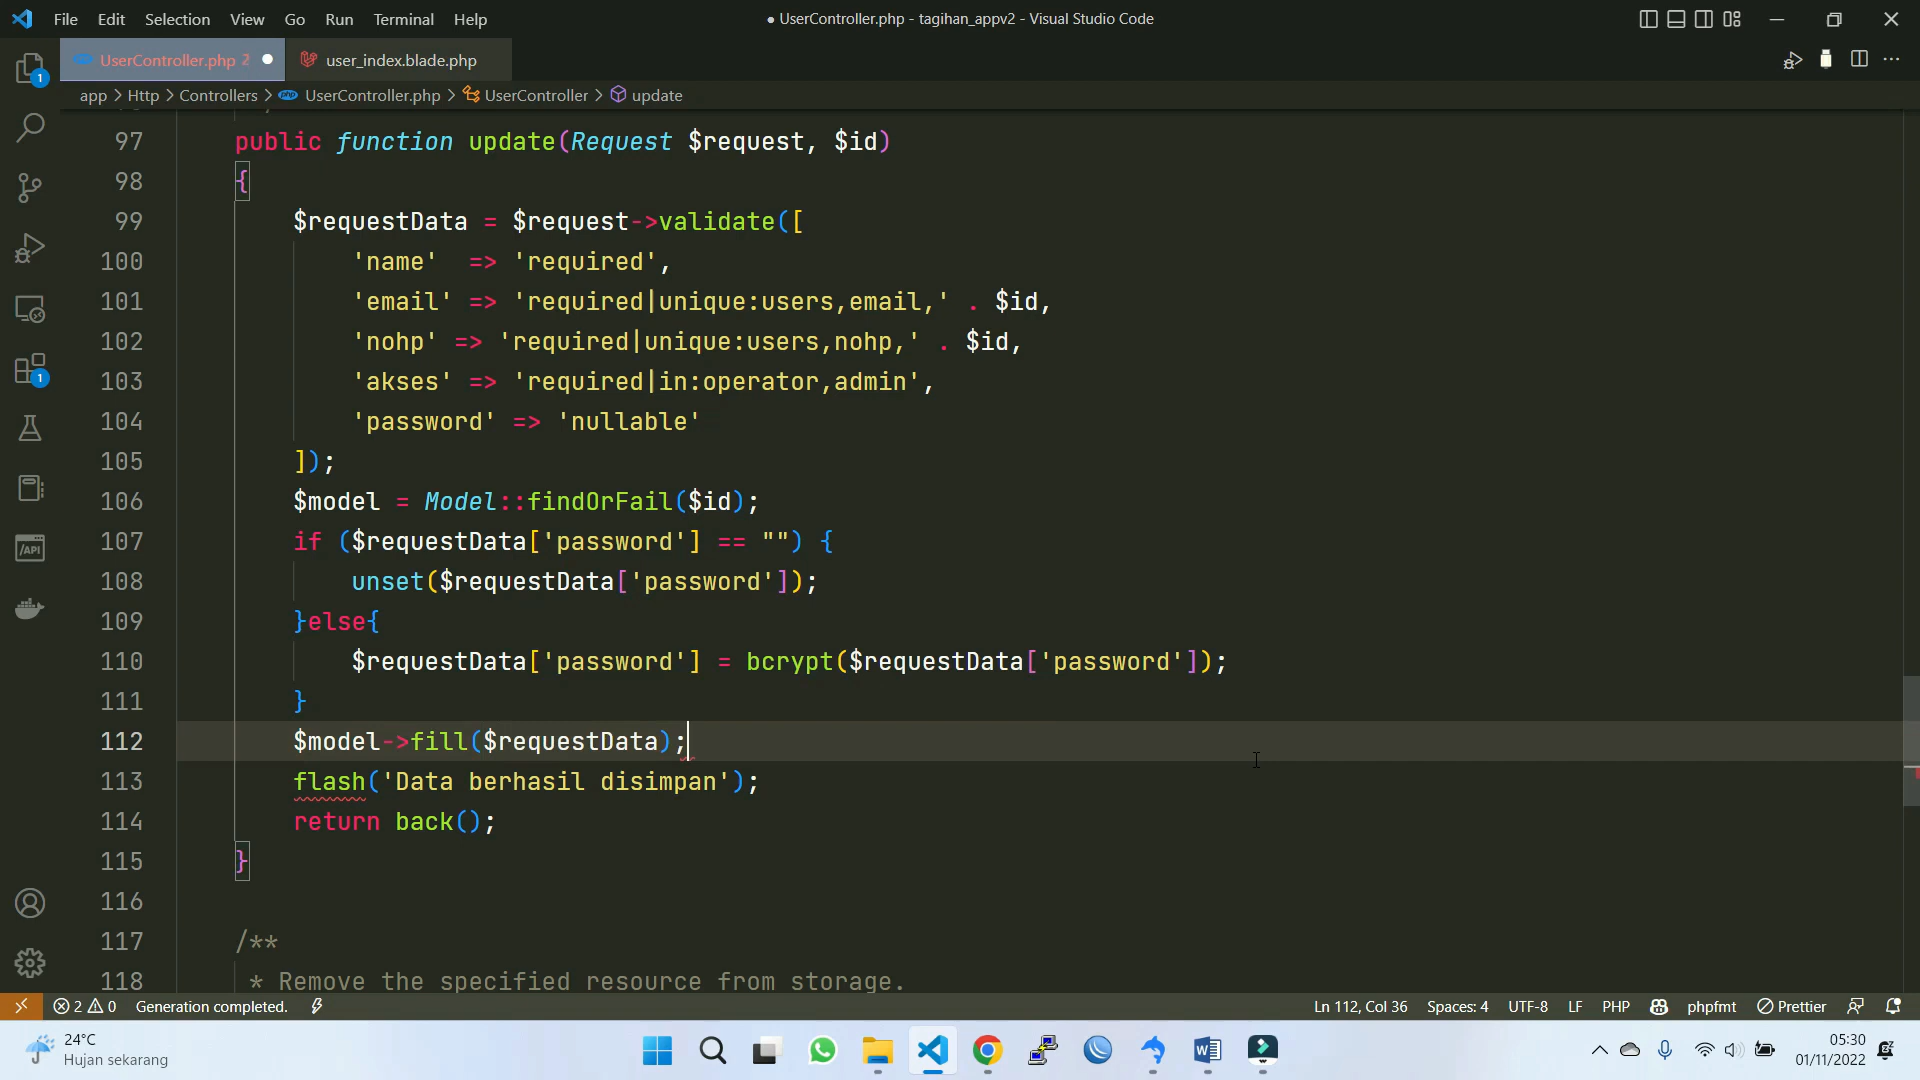 File Edit Selection View Go Run Terminal Help
● UserController.php - tagihan_appv2 - Visual Studio Code
UserController.php 2 ●
user_index.blade.php
app > Http > Controllers > UserController.php > UserController > update
97 public function update(Request $request, $id)
98 {
99 $requestData = $request->validate([
100 'name'  => 'required',
101 'email' => 'required|unique:users,email,' . $id,
102 'nohp' => 'required|unique:users,nohp,' . $id,
103 'akses' => 'required|in:operator,admin',
104 'password' => 'nullable'
105 ]);
106 $model = Model::findOrFail($id);
107 if ($requestData['password'] == "") {
108 unset($requestData['password']);
109 }else{
110 $requestData['password'] = bcrypt($requestData['password']);
111 }
112 $model->fill($requestData);
113 flash('Data berhasil disimpan');
114 return back();
115 }
116
117 /**
118 * Remove the specified resource from storage.
1
1
/API
2 0 Generation completed.
Ln 112, Col 36 Spaces: 4 UTF-8 LF PHP phpfmt Prettier
24°C
Hujan sekarang
05:30
01/11/2022